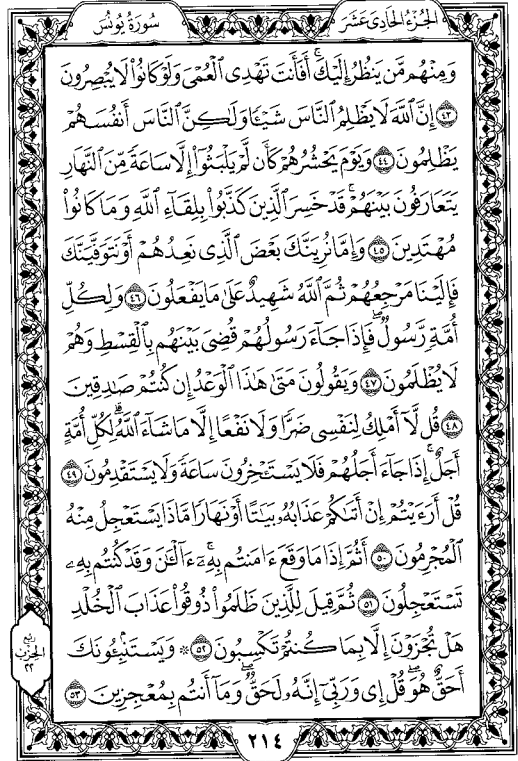 الجُزْءُ الحَادِى عَشَرَ
سُورَةُ يُونُسَ
وَمِنْهُم مَّن يَنظُرُ إِلَيْكَۚ أَفَأَنتَ تَهْدِى ٱلْعُمْىَ وَلَوْ كَانُوا۟ لَا يُبْصِرُونَ
٤٣ إِنَّ ٱللَّهَ لَا يَظْلِمُ ٱلنَّاسَ شَيْـًٔا وَلَـٰكِنَّ ٱلنَّاسَ أَنفُسَهُمْ
يَظْلِمُونَ ٤٤ وَيَوْمَ يَحْشُرُهُمْ كَأَن لَّمْ يَلْبَثُوٓا۟ إِلَّا سَاعَةً مِّنَ ٱلنَّهَارِ
يَتَعَارَفُونَ بَيْنَهُمْۚ قَدْ خَسِرَ ٱلَّذِينَ كَذَّبُوا۟ بِلِقَآءِ ٱللَّهِ وَمَا كَانُوا۟
مُهْتَدِينَ ٤٥ وَإِمَّا نُرِيَنَّكَ بَعْضَ ٱلَّذِى نَعِدُهُمْ أَوْ نَتَوَفَّيَنَّكَ
فَإِلَيْنَا مَرْجِعُهُمْ ثُمَّ ٱللَّهُ شَهِيدٌ عَلَىٰ مَا يَفْعَلُونَ ٤٦ وَلِكُلِّ
أُمَّةٍ رَّسُولٌۖ فَإِذَا جَآءَ رَسُولُهُمْ قُضِىَ بَيْنَهُم بِٱلْقِسْطِ وَهُمْ
لَا يُظْلَمُونَ ٤٧ وَيَقُولُونَ مَتَىٰ هَـٰذَا ٱلْوَعْدُ إِن كُنتُمْ صَـٰدِقِينَ
٤٨ قُل لَّآ أَمْلِكُ لِنَفْسِى ضَرًّا وَلَا نَفْعًا إِلَّا مَا شَآءَ ٱللَّهُۗ لِكُلِّ أُمَّةٍ
أَجَلٌۚ إِذَا جَآءَ أَجَلُهُمْ فَلَا يَسْتَـْٔخِرُونَ سَاعَةً وَلَا يَسْتَقْدِمُونَ ٤٩
قُلْ أَرَءَيْتُمْ إِنْ أَتَىٰكُمْ عَذَابُهُۥ بَيَـٰتًا أَوْ نَهَارًا مَّاذَا يَسْتَعْجِلُ مِنْهُ
ٱلْمُجْرِمُونَ ٥٠ أَثُمَّ إِذَا مَا وَقَعَ ءَامَنتُم بِهِۦٓۚ ءَآلْـَٔـٰنَ وَقَدْ كُنتُم بِهِۦ
تَسْتَعْجِلُونَ ٥١ ثُمَّ قِيلَ لِلَّذِينَ ظَلَمُوا۟ ذُوقُوا۟ عَذَابَ ٱلْخُلْدِ
هَلْ تُجْزَوْنَ إِلَّا بِمَا كُنتُمْ تَكْسِبُونَ ٥٢ ۞ وَيَسْتَنۢبِـُٔونَكَ
أَحَقٌّ هُوَۖ قُلْ إِى وَرَبِّىٓ إِنَّهُۥ لَحَقٌّۖ وَمَآ أَنتُم بِمُعْجِزِينَ ٥٣
ربع
الحزب
٢٢
٢١٤